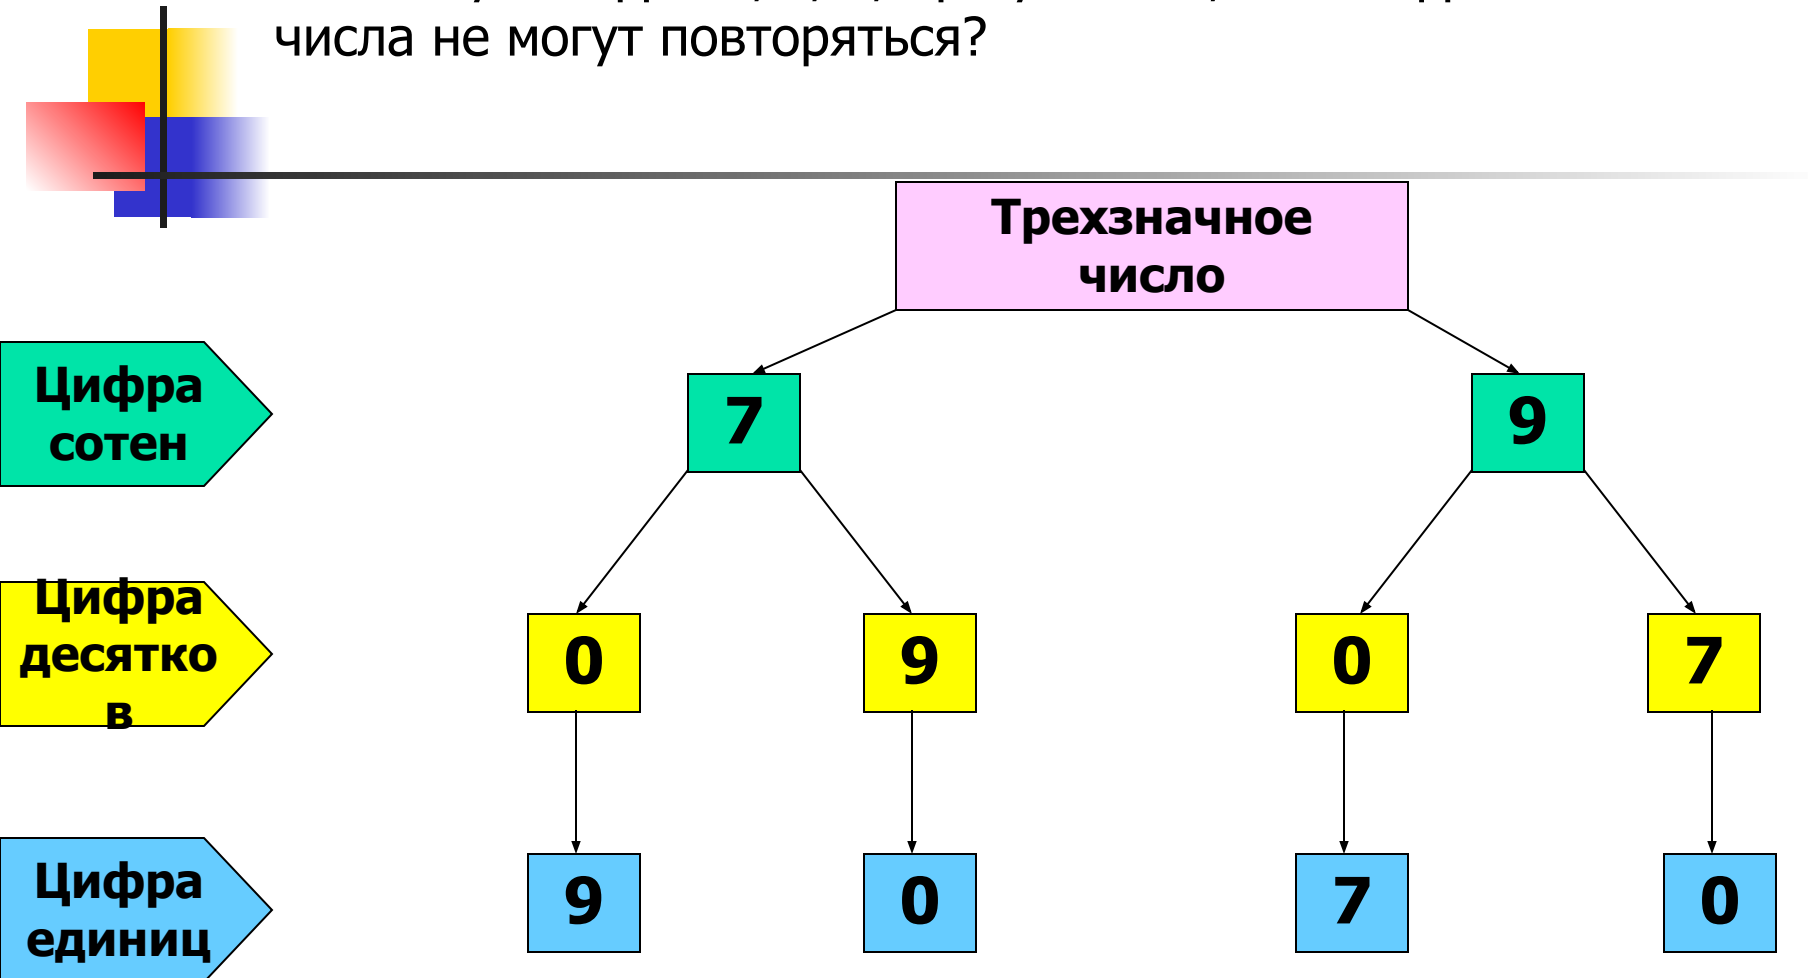 числа не могут повторяться?
Трехзначное
число
Цифра
сотен
7
9
Цифра
десятко
в
0
9
0
7
Цифра
единиц
9
0
7
0